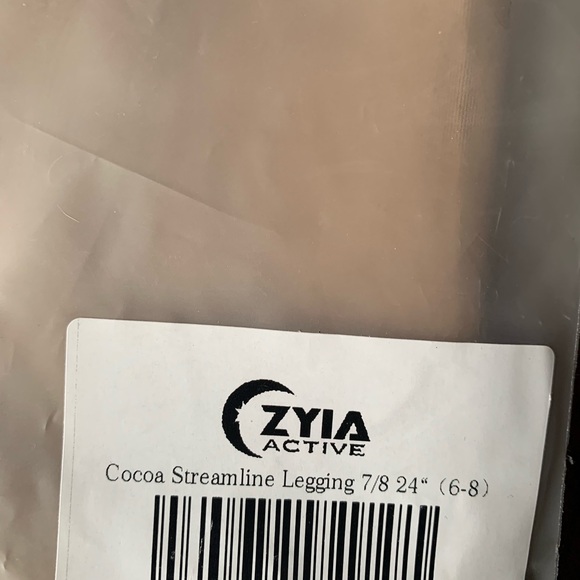 ZYIA
ACTIVE
Cocoa Streamline Legging 7/8 24“（6-8）